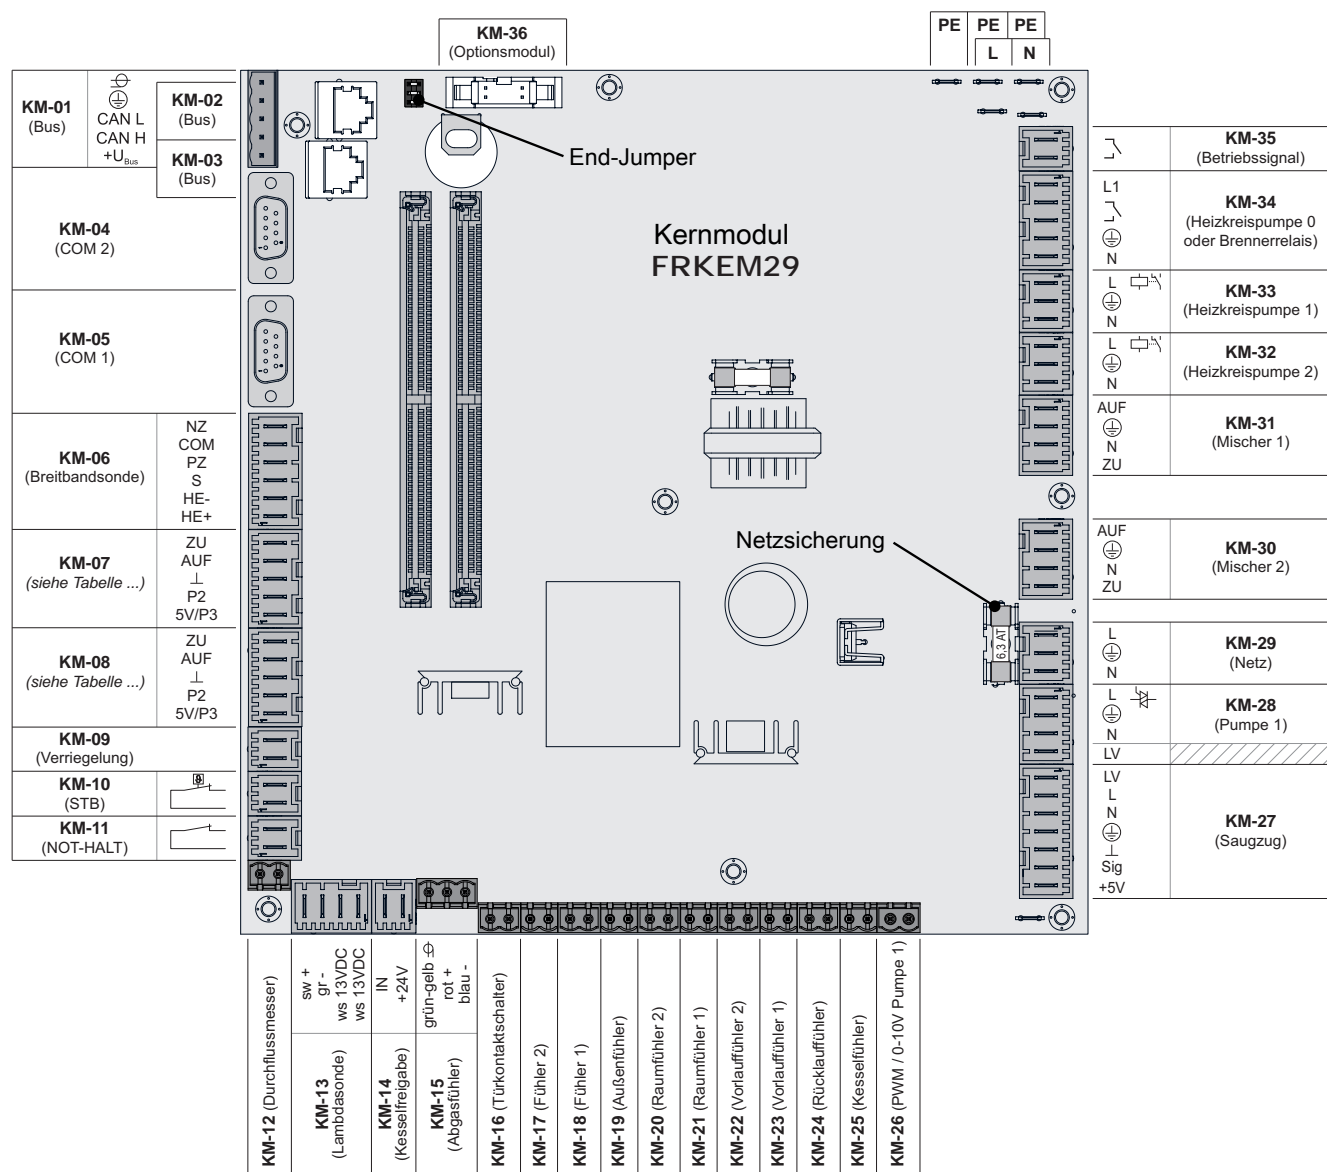 KM-36
(Optionsmodul)
PE PE PE
L N
KM-01
(Bus)
CAN L
CAN H
+U Bus
KM-02
(Bus)
KM-03
(Bus)
KM-04
(COM 2)
KM-05
(COM 1)
KM-06
(Breitbandsonde)
NZ
COM
PZ
S
HE-
HE+
KM-07
(siehe Tabelle ...)
ZU
AUF
⊥
P2
5V/P3
KM-08
(siehe Tabelle ...)
ZU
AUF
⊥
P2
5V/P3
KM-09
(Verriegelung)
KM-10
(STB)
KM-11
(NOT-HALT)
End-Jumper
Kernmodul
FRKEM29
Netzsicherung
6,3 AT
KM-35
(Betriebssignal)
L1
N
KM-34
(Heizkreispumpe 0
oder Brennerrelais)
L
N
KM-33
(Heizkreispumpe 1)
L
N
KM-32
(Heizkreispumpe 2)
AUF
N
ZU
KM-31
(Mischer 1)
AUF
N
ZU
KM-30
(Mischer 2)
L
N
KM-29
(Netz)
L
N
LV
KM-28
(Pumpe 1)
LV
L
N
⊥
Sig
+5V
KM-27
(Saugzug)
KM-12 (Durchflussmesser)
sw +
gr -
ws 13VDC
ws 13VDC
KM-13
(Lambdasonde)
IN
+24V
KM-14
(Kesselfreigabe)
grün-gelb
rot +
blau -
KM-15
(Abgasfühler)
KM-16 (Türkontaktschalter)
KM-17 (Fühler 2)
KM-18 (Fühler 1)
KM-19 (Außenfühler)
KM-20 (Raumfühler 2)
KM-21 (Raumfühler 1)
KM-22 (Vorlauffühler 2)
KM-23 (Vorlauffühler 1)
KM-24 (Rücklauffühler)
KM-25 (Kesselfühler)
KM-26 (PWM / 0-10V Pumpe 1)